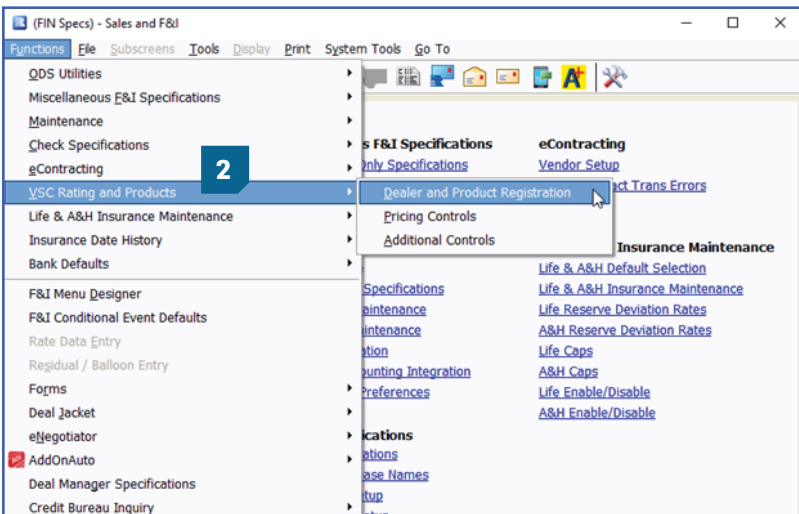 (FIN Specs) - Sales and F&I
Functions File Subscreens Tools Display Print System Tools Go To
QDS Utilities
Miscellaneous F&I Specifications
Maintenance
Check Specifications
eContracting
VSC Rating and Products
Life & A&H Insurance Maintenance
Insurance Date History
Bank Defaults
F&I Menu Designer
F&I Conditional Event Defaults
Rate Data Entry
Residual / Balloon Entry
Forms
Deal Jacket
eNegotiator
AddOnAuto
Deal Manager Specifications
Credit Bureau Inquiry
2
Dealer and Product Registration
Pricing Controls
Additional Controls
s F&I Specifications
Only Specifications
Specifications
aintenance
aintenance
ation
ounting Integration
Preferences
ications
ations
ase Names
etup
eContracting
Vendor Setup
act Trans Errors
Insurance Maintenance
Life & A&H Default Selection
Life & A&H Insurance Maintenance
Life Reserve Deviation Rates
A&H Reserve Deviation Rates
Life Caps
A&H Caps
Life Enable/Disable
A&H Enable/Disable